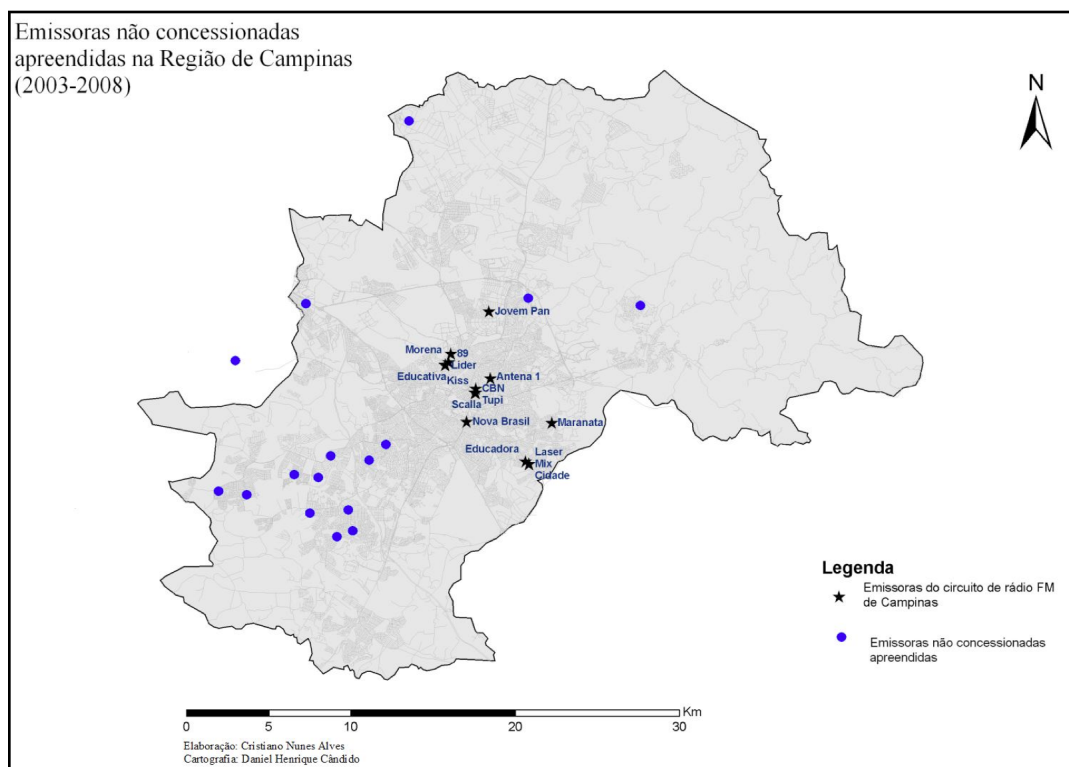 Emissoras não concessionadas
apreendidas na Região de Campinas
(2003-2008)
N
Jovem Pan
Morena
89
Lider
Educativa
Kiss
Antena 1
CBN
Scalla
Tupi
Nova Brasil
Maranata
Educadora
Laser
Mix
Cidade
Legenda
Emissoras do circuito de rádio FM
de Campinas
Emissoras não concessionadas
apreendidas
Km
0 5 10 20 30
Elaboração: Cristiano Nunes Alves
Cartografia: Daniel Henrique Cândido